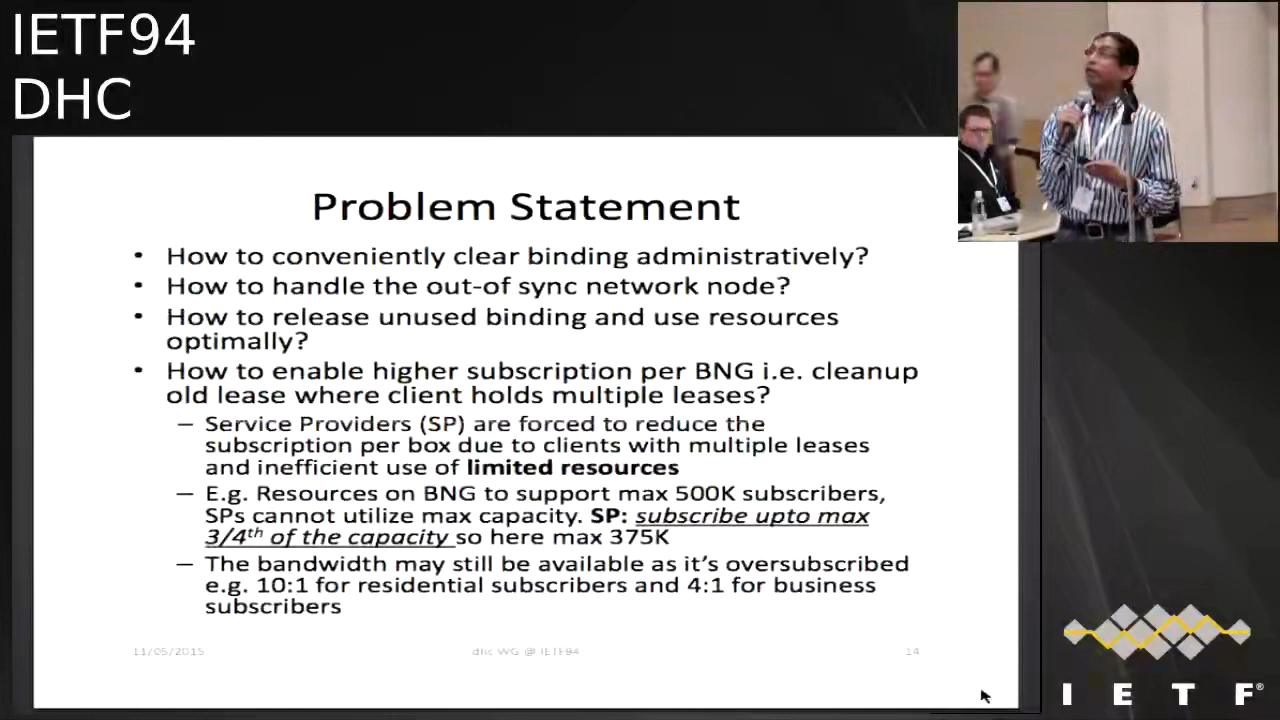 IETF94
DHC
Problem Statement
• How to conveniently clear binding administratively?
• How to handle the out-of sync network node?
• How to release unused binding and use resources
optimally?
• How to enable higher subscription per BNG i.e. cleanup
old lease where client holds multiple leases?
– Service Providers (SP) are forced to reduce the
subscription per box due to clients with multiple leases
and inefficient use of limited resources
– E.g. Resources on BNG to support max 500K subscribers,
SPs cannot utilize max capacity. SP: subscribe upto max
3/4th of the capacity so here max 375K
– The bandwidth may still be available as it's oversubscribed
e.g. 10:1 for residential subscribers and 4:1 for business
subscribers
11/05/2015 dhc WG @ IETF94 14
I E T F®